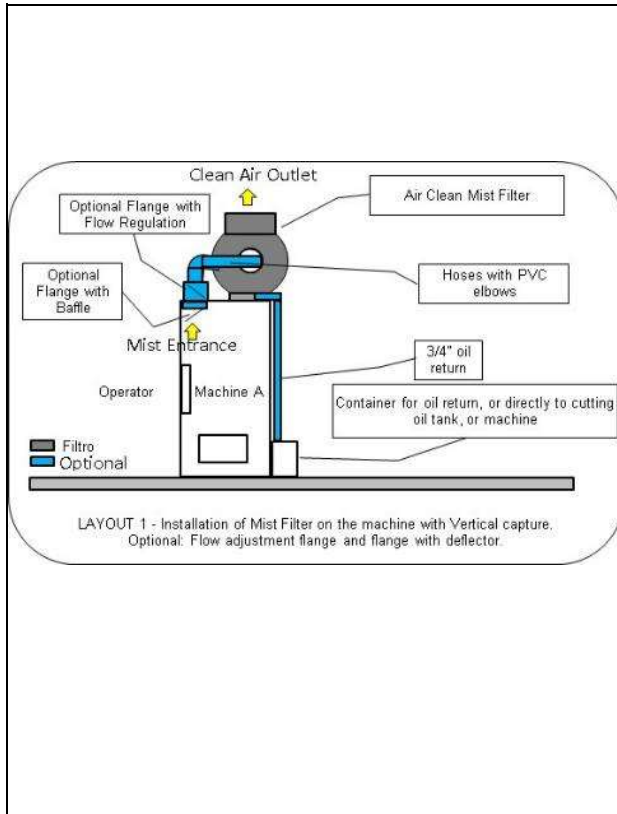 Clean Air Outlet
Air Clean Mist Filter
Optional Flange with
Flow Regulation
Optional
Flange with
Baffle
Hoses with PVC
elbows
Mist Entrance
3/4" oil
return
Operator
Machine A
Container for oil return, or directly to cutting
oil tank, or machine
Filtro
Optional
LAYOUT 1 - Installation of Mist Filter on the machine with Vertical capture.
Optional: Flow adjustment flange and flange with deflector.